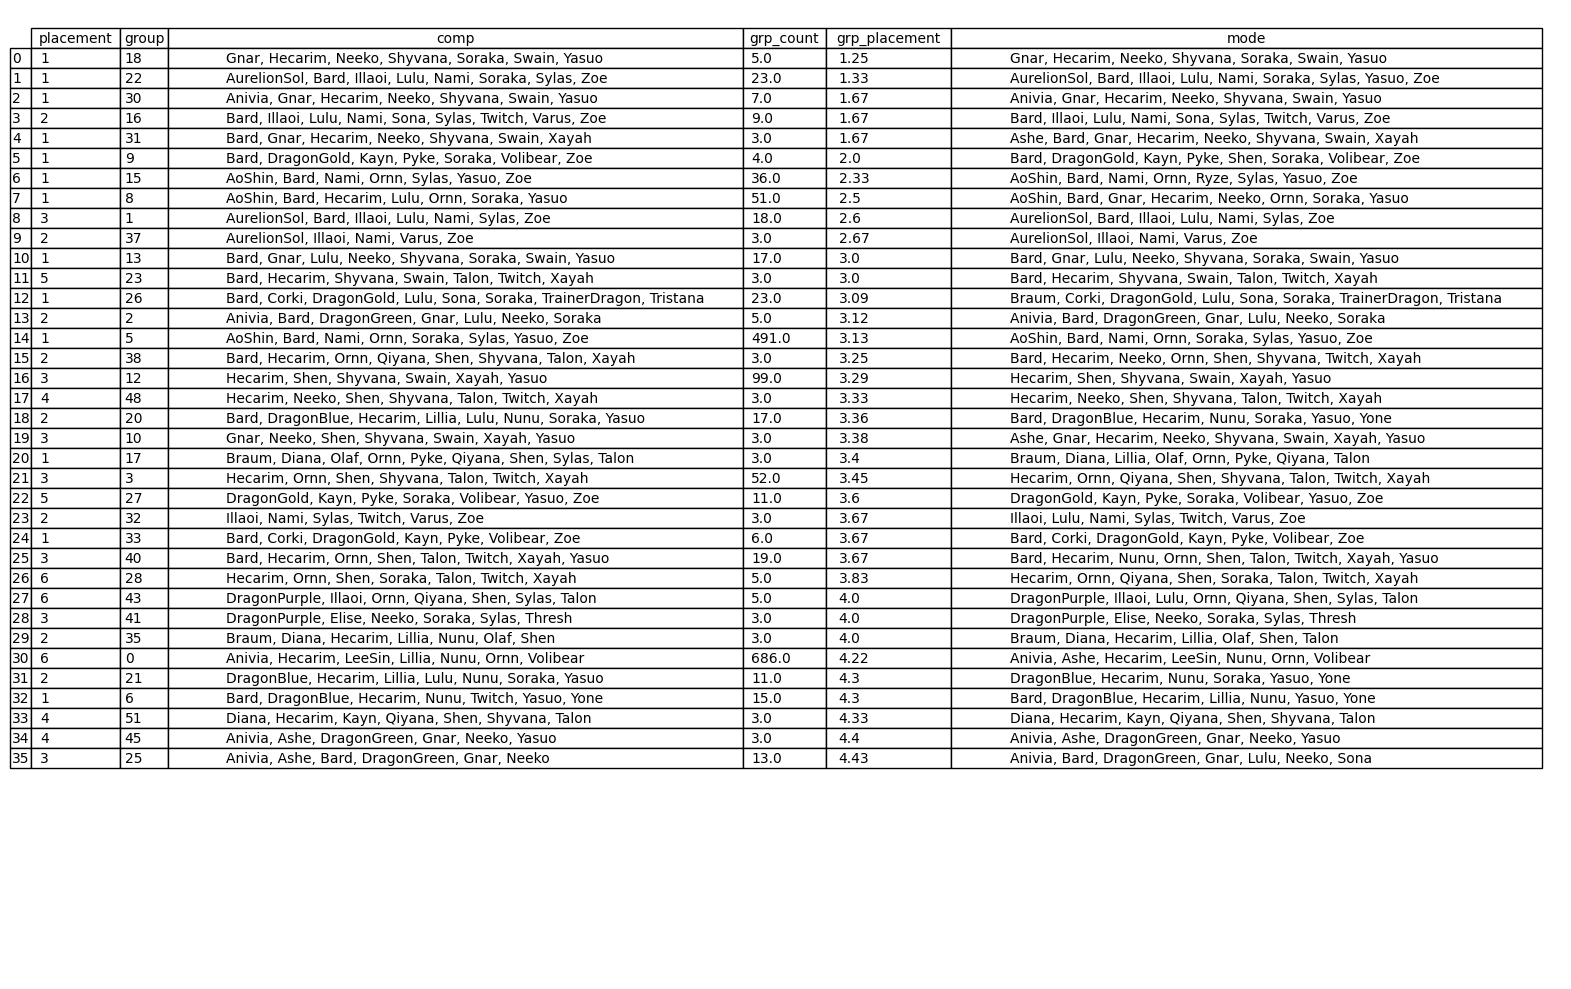 placement group comp grp_count grp_placement mode
0 1 18 Gnar, Hecarim, Neeko, Shyvana, Soraka, Swain, Yasuo 5.0 1.25 Gnar, Hecarim, Neeko, Shyvana, Soraka, Swain, Yasuo
1 1 22 AurelionSol, Bard, Illaoi, Lulu, Nami, Soraka, Sylas, Zoe 23.0 1.33 AurelionSol, Bard, Illaoi, Lulu, Nami, Soraka, Sylas, Yasuo, Zoe
2 1 30 Anivia, Gnar, Hecarim, Neeko, Shyvana, Swain, Yasuo 7.0 1.67 Anivia, Gnar, Hecarim, Neeko, Shyvana, Swain, Yasuo
3 2 16 Bard, Illaoi, Lulu, Nami, Sona, Sylas, Twitch, Varus, Zoe 9.0 1.67 Bard, Illaoi, Lulu, Nami, Sona, Sylas, Twitch, Varus, Zoe
4 1 31 Bard, Gnar, Hecarim, Neeko, Shyvana, Swain, Xayah 3.0 1.67 Ashe, Bard, Gnar, Hecarim, Neeko, Shyvana, Swain, Xayah
5 1 9 Bard, DragonGold, Kayn, Pyke, Soraka, Volibear, Zoe 4.0 2.0 Bard, DragonGold, Kayn, Pyke, Shen, Soraka, Volibear, Zoe
6 1 15 AoShin, Bard, Nami, Ornn, Sylas, Yasuo, Zoe 36.0 2.33 AoShin, Bard, Nami, Ornn, Ryze, Sylas, Yasuo, Zoe
7 1 8 AoShin, Bard, Hecarim, Lulu, Ornn, Soraka, Yasuo 51.0 2.5 AoShin, Bard, Gnar, Hecarim, Neeko, Ornn, Soraka, Yasuo
8 3 1 AurelionSol, Bard, Illaoi, Lulu, Nami, Sylas, Zoe 18.0 2.6 AurelionSol, Bard, Illaoi, Lulu, Nami, Sylas, Zoe
9 2 37 AurelionSol, Illaoi, Nami, Varus, Zoe 3.0 2.67 AurelionSol, Illaoi, Nami, Varus, Zoe
10 1 13 Bard, Gnar, Lulu, Neeko, Shyvana, Soraka, Swain, Yasuo 17.0 3.0 Bard, Gnar, Lulu, Neeko, Shyvana, Soraka, Swain, Yasuo
11 5 23 Bard, Hecarim, Shyvana, Swain, Talon, Twitch, Xayah 3.0 3.0 Bard, Hecarim, Shyvana, Swain, Talon, Twitch, Xayah
12 1 26 Bard, Corki, DragonGold, Lulu, Sona, Soraka, TrainerDragon, Tristana 23.0 3.09 Braum, Corki, DragonGold, Lulu, Sona, Soraka, TrainerDragon, Tristana
13 2 2 Anivia, Bard, DragonGreen, Gnar, Lulu, Neeko, Soraka 5.0 3.12 Anivia, Bard, DragonGreen, Gnar, Lulu, Neeko, Soraka
14 1 5 AoShin, Bard, Nami, Ornn, Soraka, Sylas, Yasuo, Zoe 491.0 3.13 AoShin, Bard, Nami, Ornn, Soraka, Sylas, Yasuo, Zoe
15 2 38 Bard, Hecarim, Ornn, Qiyana, Shen, Shyvana, Talon, Xayah 3.0 3.25 Bard, Hecarim, Neeko, Ornn, Shen, Shyvana, Twitch, Xayah
16 3 12 Hecarim, Shen, Shyvana, Swain, Xayah, Yasuo 99.0 3.29 Hecarim, Shen, Shyvana, Swain, Xayah, Yasuo
17 4 48 Hecarim, Neeko, Shen, Shyvana, Talon, Twitch, Xayah 3.0 3.33 Hecarim, Neeko, Shen, Shyvana, Talon, Twitch, Xayah
18 2 20 Bard, DragonBlue, Hecarim, Lillia, Lulu, Nunu, Soraka, Yasuo 17.0 3.36 Bard, DragonBlue, Hecarim, Nunu, Soraka, Yasuo, Yone
19 3 10 Gnar, Neeko, Shen, Shyvana, Swain, Xayah, Yasuo 3.0 3.38 Ashe, Gnar, Hecarim, Neeko, Shyvana, Swain, Xayah, Yasuo
20 1 17 Braum, Diana, Olaf, Ornn, Pyke, Qiyana, Shen, Sylas, Talon 3.0 3.4 Braum, Diana, Lillia, Olaf, Ornn, Pyke, Qiyana, Talon
21 3 3 Hecarim, Ornn, Shen, Shyvana, Talon, Twitch, Xayah 52.0 3.45 Hecarim, Ornn, Qiyana, Shen, Shyvana, Talon, Twitch, Xayah
22 5 27 DragonGold, Kayn, Pyke, Soraka, Volibear, Yasuo, Zoe 11.0 3.6 DragonGold, Kayn, Pyke, Soraka, Volibear, Yasuo, Zoe
23 2 32 Illaoi, Nami, Sylas, Twitch, Varus, Zoe 3.0 3.67 Illaoi, Lulu, Nami, Sylas, Twitch, Varus, Zoe
24 1 33 Bard, Corki, DragonGold, Kayn, Pyke, Volibear, Zoe 6.0 3.67 Bard, Corki, DragonGold, Kayn, Pyke, Volibear, Zoe
25 3 40 Bard, Hecarim, Ornn, Shen, Talon, Twitch, Xayah, Yasuo 19.0 3.67 Bard, Hecarim, Nunu, Ornn, Shen, Talon, Twitch, Xayah, Yasuo
26 6 28 Hecarim, Ornn, Shen, Soraka, Talon, Twitch, Xayah 5.0 3.83 Hecarim, Ornn, Qiyana, Shen, Soraka, Talon, Twitch, Xayah
27 6 43 DragonPurple, Illaoi, Ornn, Qiyana, Shen, Sylas, Talon 5.0 4.0 DragonPurple, Illaoi, Lulu, Ornn, Qiyana, Shen, Sylas, Talon
28 3 41 DragonPurple, Elise, Neeko, Soraka, Sylas, Thresh 3.0 4.0 DragonPurple, Elise, Neeko, Soraka, Sylas, Thresh
29 2 35 Braum, Diana, Hecarim, Lillia, Nunu, Olaf, Shen 3.0 4.0 Braum, Diana, Hecarim, Lillia, Olaf, Shen, Talon
30 6 0 Anivia, Hecarim, LeeSin, Lillia, Nunu, Ornn, Volibear 686.0 4.22 Anivia, Ashe, Hecarim, LeeSin, Nunu, Ornn, Volibear
31 2 21 DragonBlue, Hecarim, Lillia, Lulu, Nunu, Soraka, Yasuo 11.0 4.3 DragonBlue, Hecarim, Nunu, Soraka, Yasuo, Yone
32 1 6 Bard, DragonBlue, Hecarim, Nunu, Twitch, Yasuo, Yone 15.0 4.3 Bard, DragonBlue, Hecarim, Lillia, Nunu, Yasuo, Yone
33 4 51 Diana, Hecarim, Kayn, Qiyana, Shen, Shyvana, Talon 3.0 4.33 Diana, Hecarim, Kayn, Qiyana, Shen, Shyvana, Talon
34 4 45 Anivia, Ashe, DragonGreen, Gnar, Neeko, Yasuo 3.0 4.4 Anivia, Ashe, DragonGreen, Gnar, Neeko, Yasuo
35 3 25 Anivia, Ashe, Bard, DragonGreen, Gnar, Neeko 13.0 4.43 Anivia, Bard, DragonGreen, Gnar, Lulu, Neeko, Sona